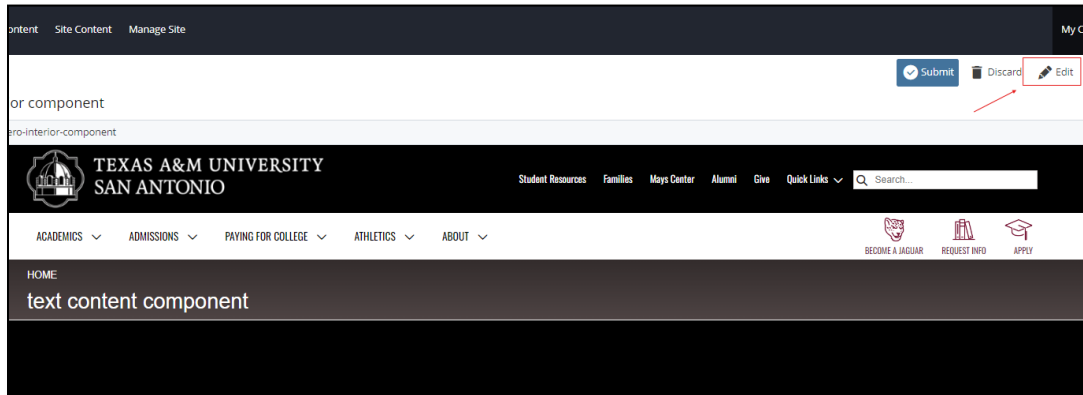 ontent Site Content Manage Site My C
Submit Discard Edit
or component
ero-interior-component
TEXAS A&M UNIVERSITY
SAN ANTONIO
Student Resources Families Mays Center Alumni Give Quick Links Search...
ACADEMICS ADMISSIONS PAYING FOR COLLEGE ATHLETICS ABOUT
BECOME A JAGUAR REQUEST INFO APPLY
HOME
text content component